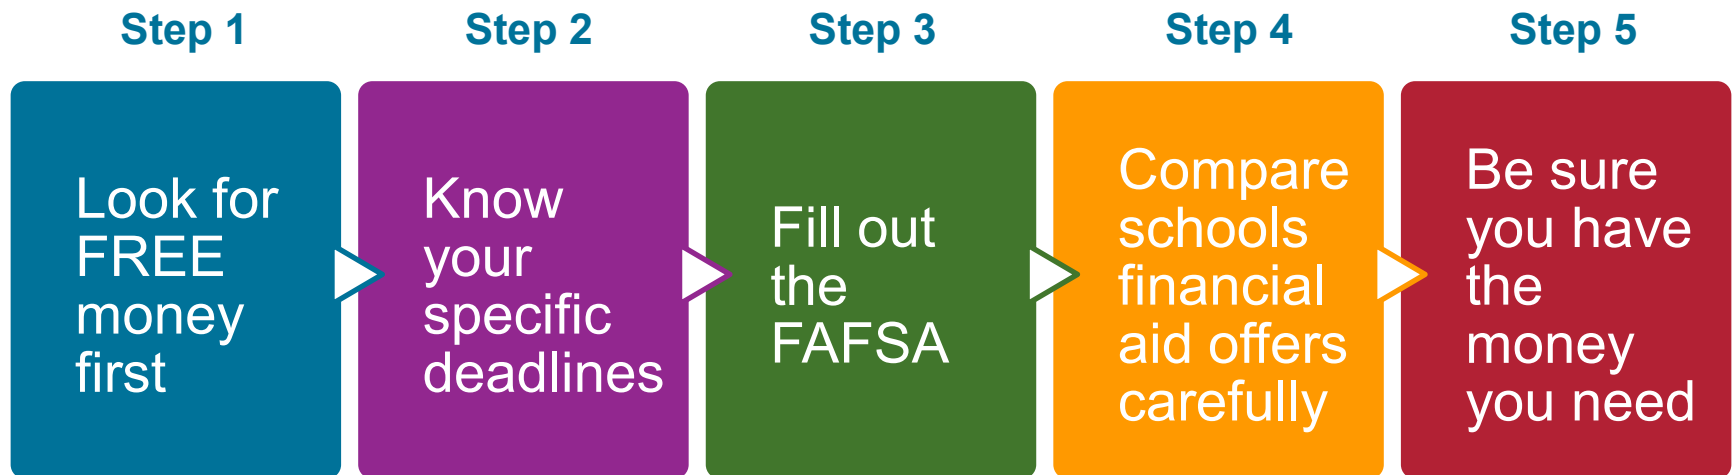 Step 1
Look for
FREE
money
first
Step 2
Know
your
specific
deadlines
Step 3
Fill out
the
FAFSA
Step 4
Compare
schools
financial
aid offers
carefully
Step 5
Be sure
you have
the
money
you need